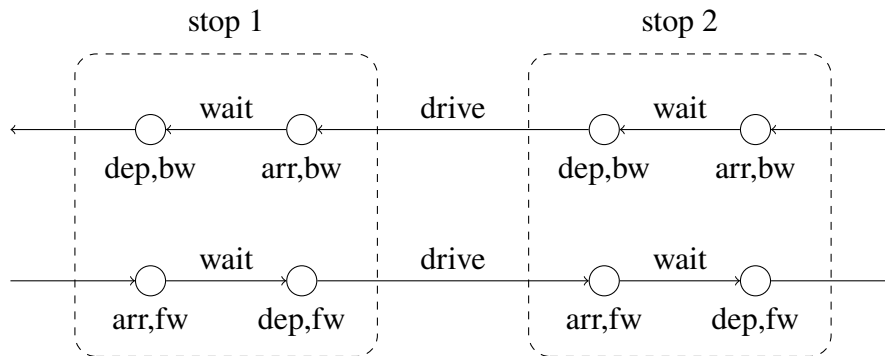 stop 1 stop 2
wait drive wait
dep,bw arr,bw dep,bw arr,bw
wait drive wait
arr,fw dep,fw arr,fw dep,fw